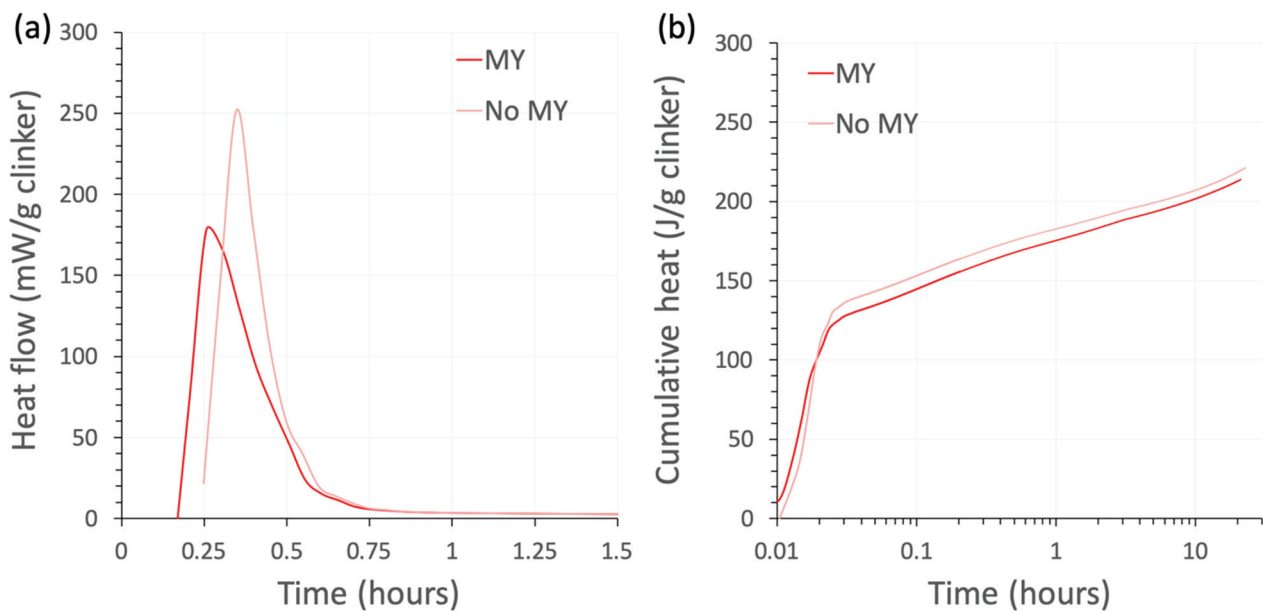 (a)
Heat flow (mW/g clinker)
300
250
200
150
100
50
0
0 0.25 0.5 0.75 1 1.25 1.5
Time (hours)
MY
No MY
(b)
Cumulative heat (J/g clinker)
300
250
200
150
100
50
0
0.01 0.1 1 10
Time (hours)
MY
No MY